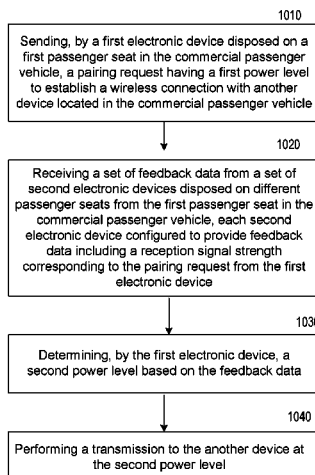 1010
Sending, by a first electronic device disposed on a
first passenger seat in the commercial passenger
vehicle, a pairing request having a first power level
to establish a wireless connection with another
device located in the commercial passenger vehicle
1020
Receiving a set of feedback data from a set of
second electronic devices disposed on different
passenger seats from the first passenger seat in the
commercial passenger vehicle, each second
electronic device configured to provide feedback
data including a reception signal strength
corresponding to the pairing request from the first
electronic device
1030
Determining, by the first electronic device, a
second power level based on the feedback data
1040
Performing a transmission to the another device at
the second power level